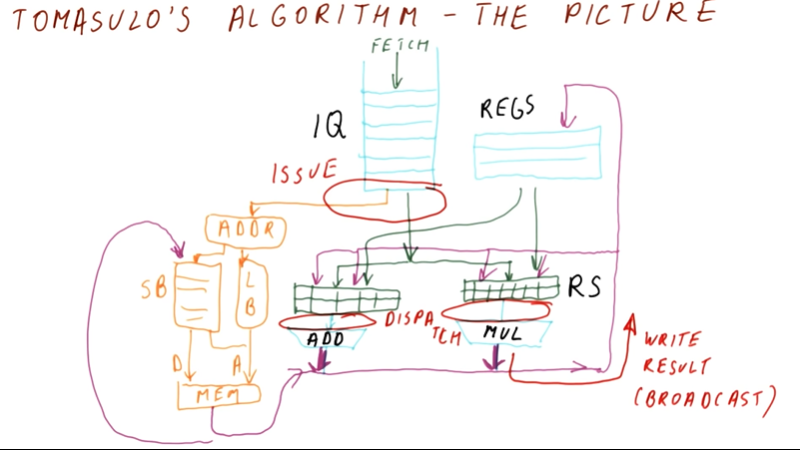 TOMASULO'S ALGORITHM - THE PICTURE
FETCH
IQ
REGS
ISSUE
ADDR
SB
LB
RS
DISPATCH
ADD
MUL
D
A
MEM
WRITE
RESULT
(BROADCAST)